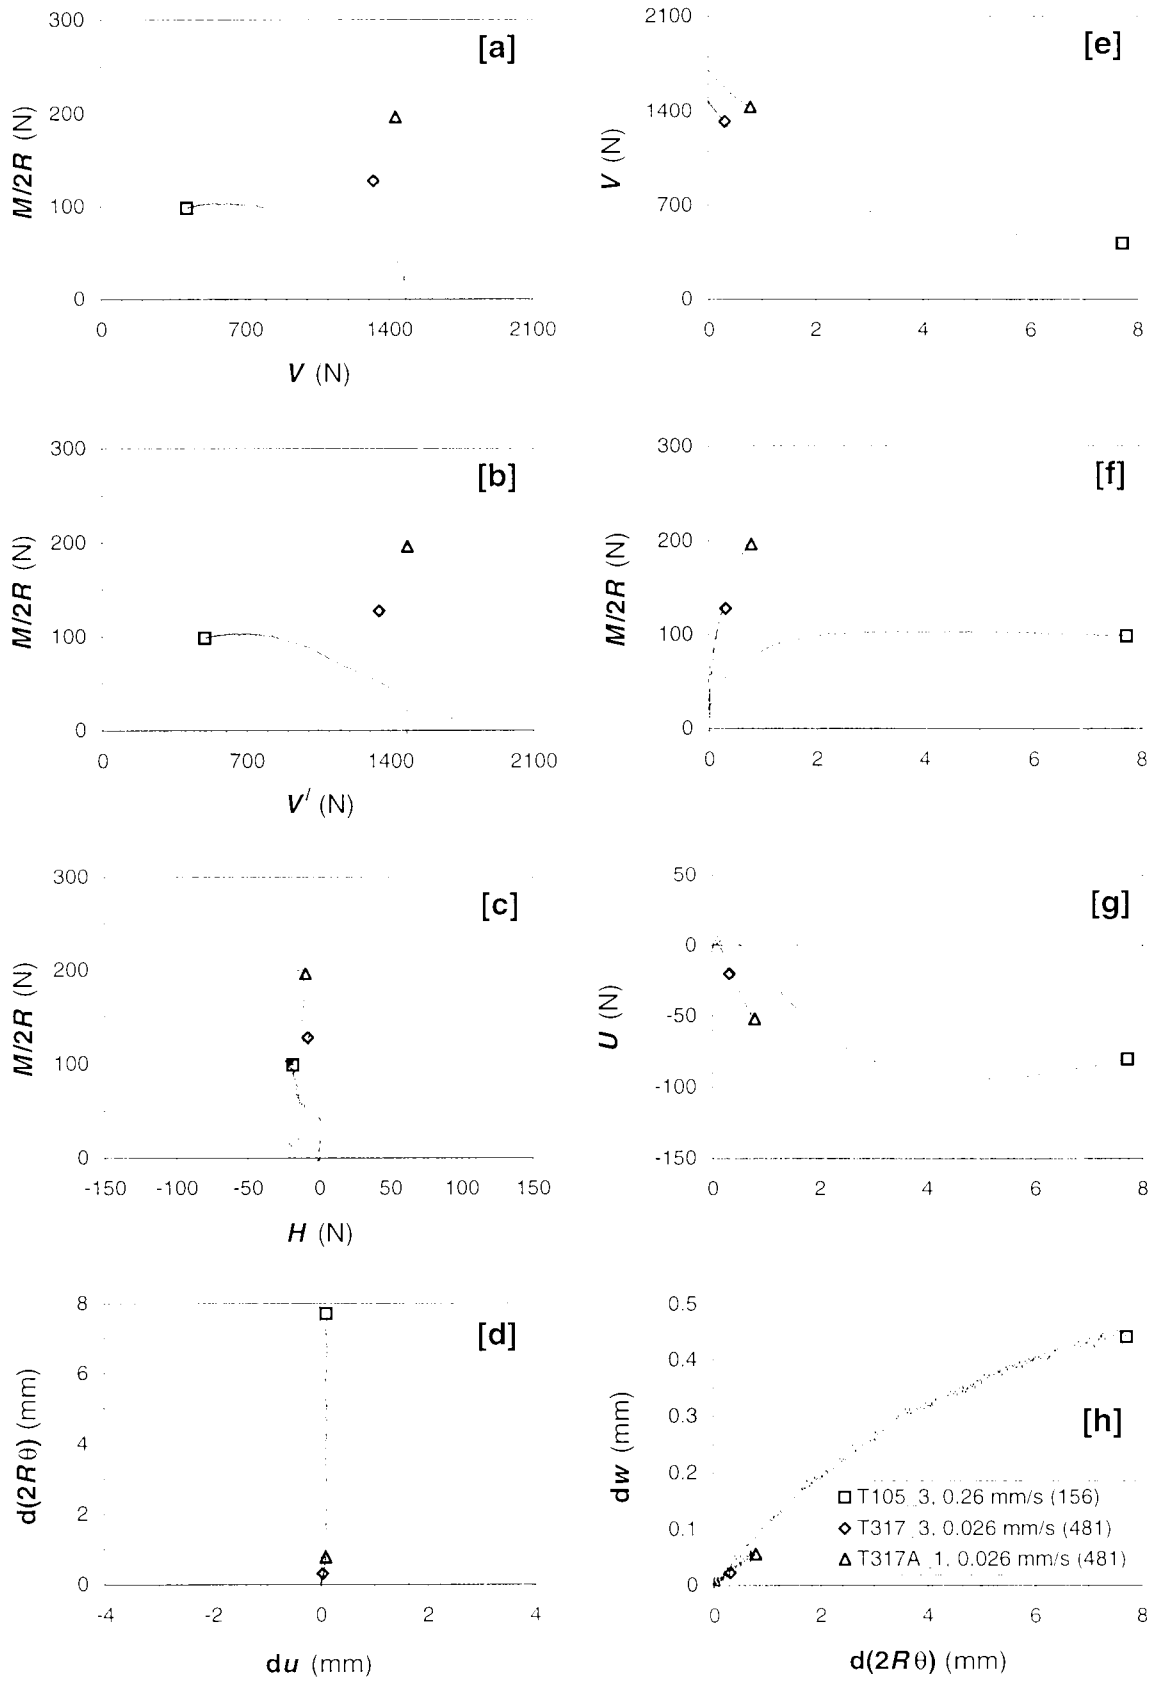 300
[a]
M/2R (N)
200
100
0
0 700 1400 2100
V (N)
300
[b]
M/2R (N)
200
100
0
0 700 1400 2100
V' (N)
300
[c]
M/2R (N)
200
100
0
-150 -100 -50 0 50 100 150
H (N)
8
[d]
d(2Rθ) (mm)
6
4
2
0
-4 -2 0 2 4
du (mm)
2100
[e]
V (N)
1400
700
0
0 2 4 6 8
300
[f]
M/2R (N)
200
100
0
0 2 4 6 8
50
[g]
U (N)
0
-50
-100
-150
0 2 4 6 8
0.5
0.4
dw (mm)
0.3
[h]
0.2
T105_3, 0.26 mm/s (156)
0.1
T317_3, 0.026 mm/s (481)
T317A_1, 0.026 mm/s (481)
0
0 2 4 6 8
d(2Rθ) (mm)